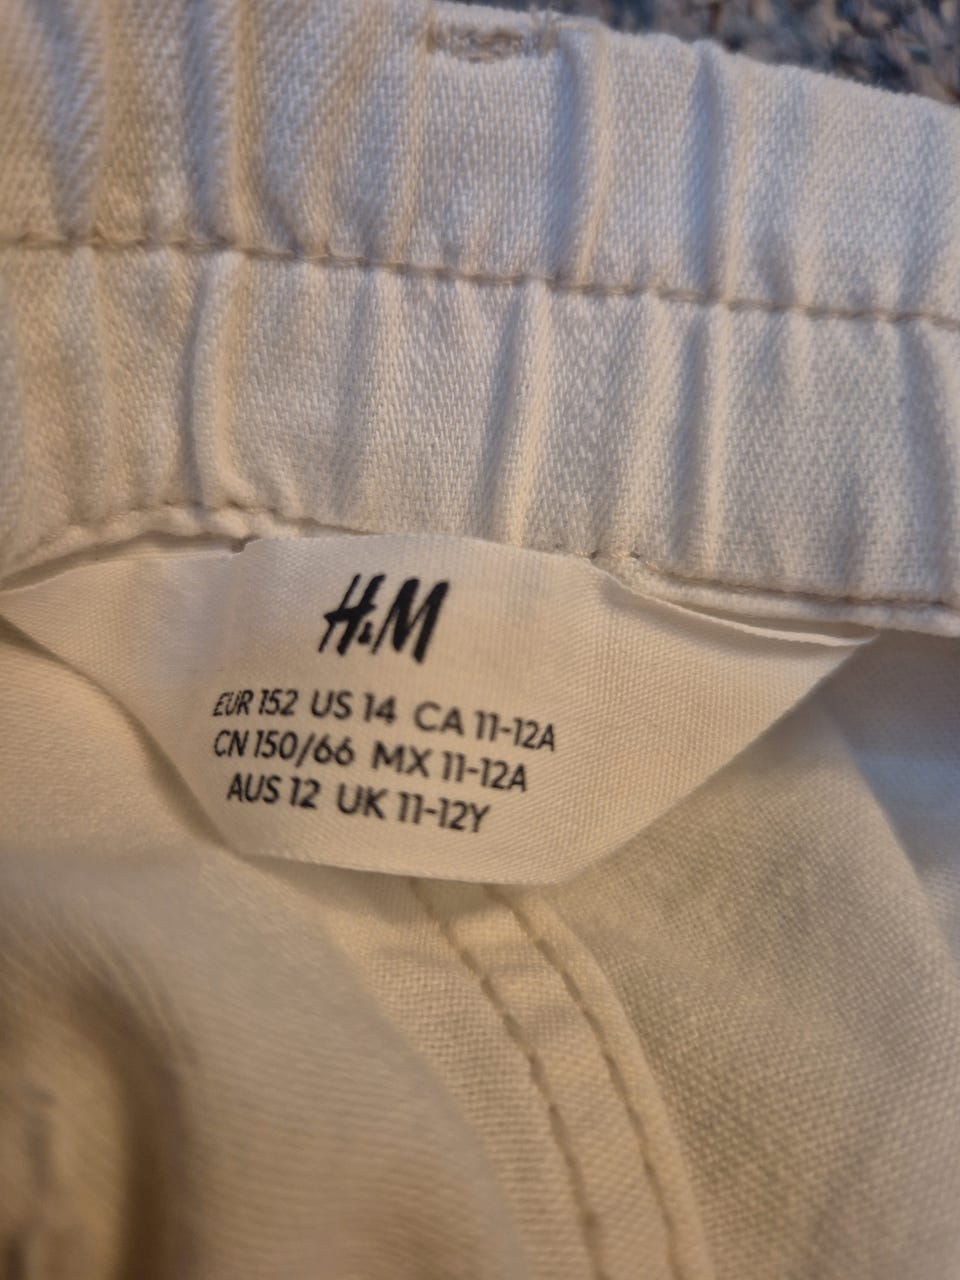 H&M
EUR 152 US 14 CA 11-12A
CN 150/66 MX 11-12A
AUS 12 UK 11-12Y